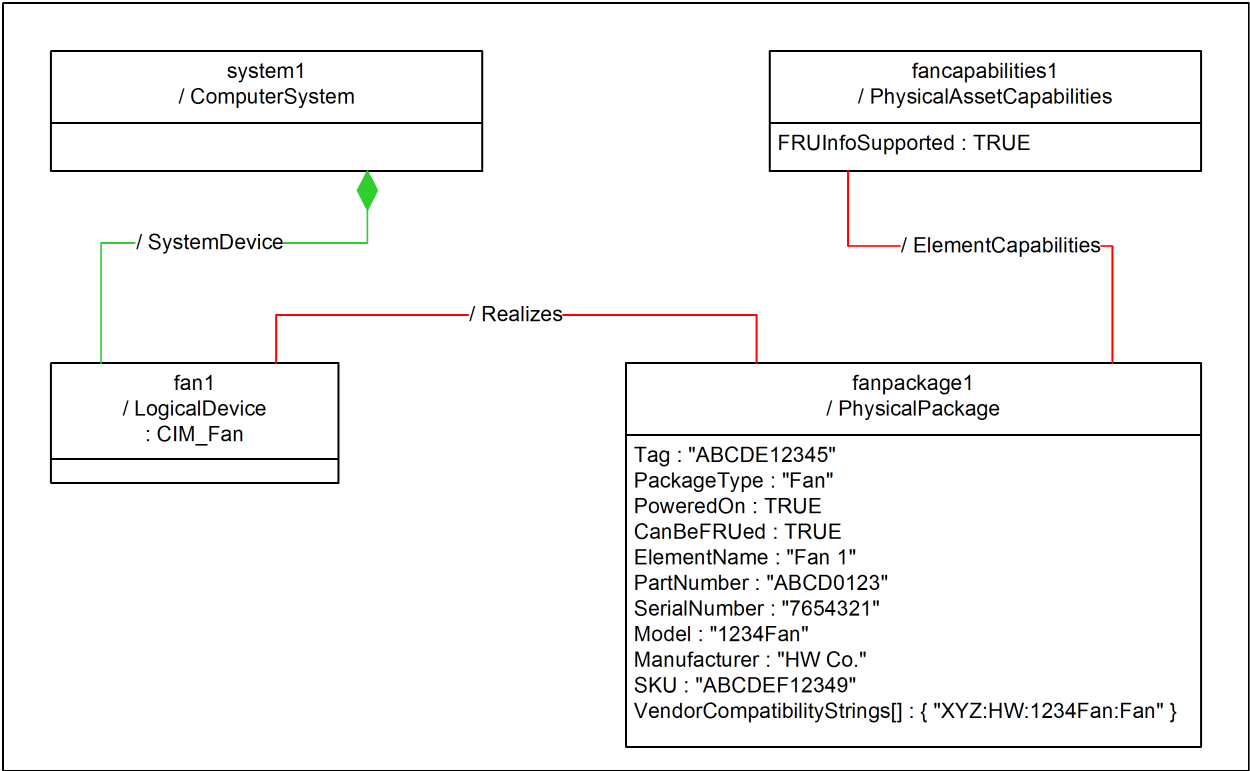 system1
/ ComputerSystem
fancapabilities1
/ PhysicalAssetCapabilities
FRUInfoSupported : TRUE
/ SystemDevice
/ ElementCapabilities
/ Realizes
fan1
/ LogicalDevice
: CIM_Fan
fanpackage1
/ PhysicalPackage
Tag : "ABCDE12345"
PackageType : "Fan"
PoweredOn : TRUE
CanBeFRUed : TRUE
ElementName : "Fan 1"
PartNumber : "ABCD0123"
SerialNumber : "7654321"
Model : "1234Fan"
Manufacturer : "HW Co."
SKU : "ABCDEF12349"
VendorCompatibilityStrings[] : { "XYZ:HW:1234Fan:Fan" }